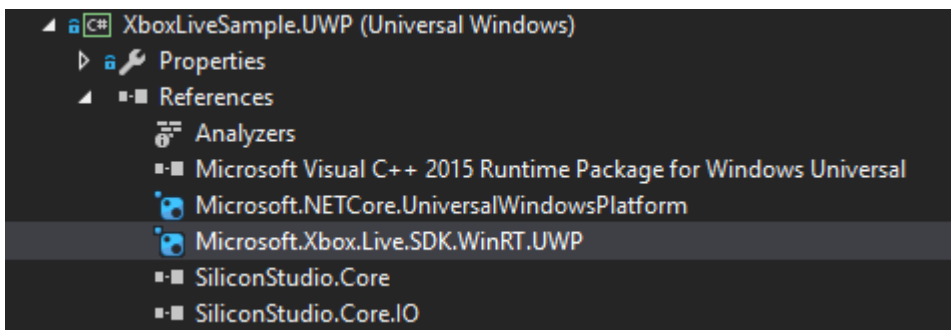 C# XboxLiveSample.UWP (Universal Windows)
Properties
References
Analyzers
Microsoft Visual C++ 2015 Runtime Package for Windows Universal
Microsoft.NETCore.UniversalWindowsPlatform
Microsoft.Xbox.Live.SDK.WinRT.UWP
SiliconStudio.Core
SiliconStudio.Core.IO